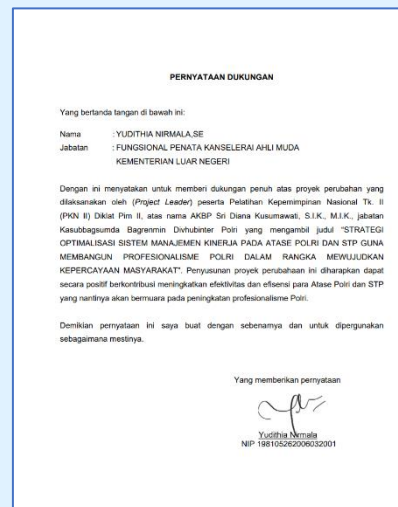 PERNYATAAN DUKUNGAN
Yang bertanda tangan di bawah ini:
Nama : YUDITHIA NIRMALA,SE
Jabatan : FUNGSIONAL PENATA KANSELERAI AHLI MUDA
KEMENTERIAN LUAR NEGERI
Dengan ini menyatakan untuk memberi dukungan penuh atas proyek perubahan yang
dilaksanakan oleh (Project Leader) peserta Pelatihan Kepemimpinan Nasional Tk. II
(PKN II) Diklat Pim II, atas nama AKBP Sri Diana Kusumawati, S.I.K., M.I.K., jabatan
Kasubbagsumda Bagrenmin Divhubinter Polri yang mengambil judul "STRATEGI
OPTIMALISASI SISTEM MANAJEMEN KINERJA PADA ATASE POLRI DAN STP GUNA
MEMBANGUN PROFESIONALISME POLRI DALAM RANGKA MEWUJUDKAN
KEPERCAYAAN MASYARAKAT". Penyusunan proyek perubahaan ini diharapkan dapat
secara positif berkontribusi meningkatkan efektivitas dan efisensi para Atase Polri dan STP
yang nantinya akan bermuara pada peningkatan profesionalisme Polri.
Demikian pernyataan ini saya buat dengan sebenarnya dan untuk dipergunakan
sebagaimana mestinya.
Yang memberikan pernyataan
Yudithia Nirmala
NIP 198105262006032001